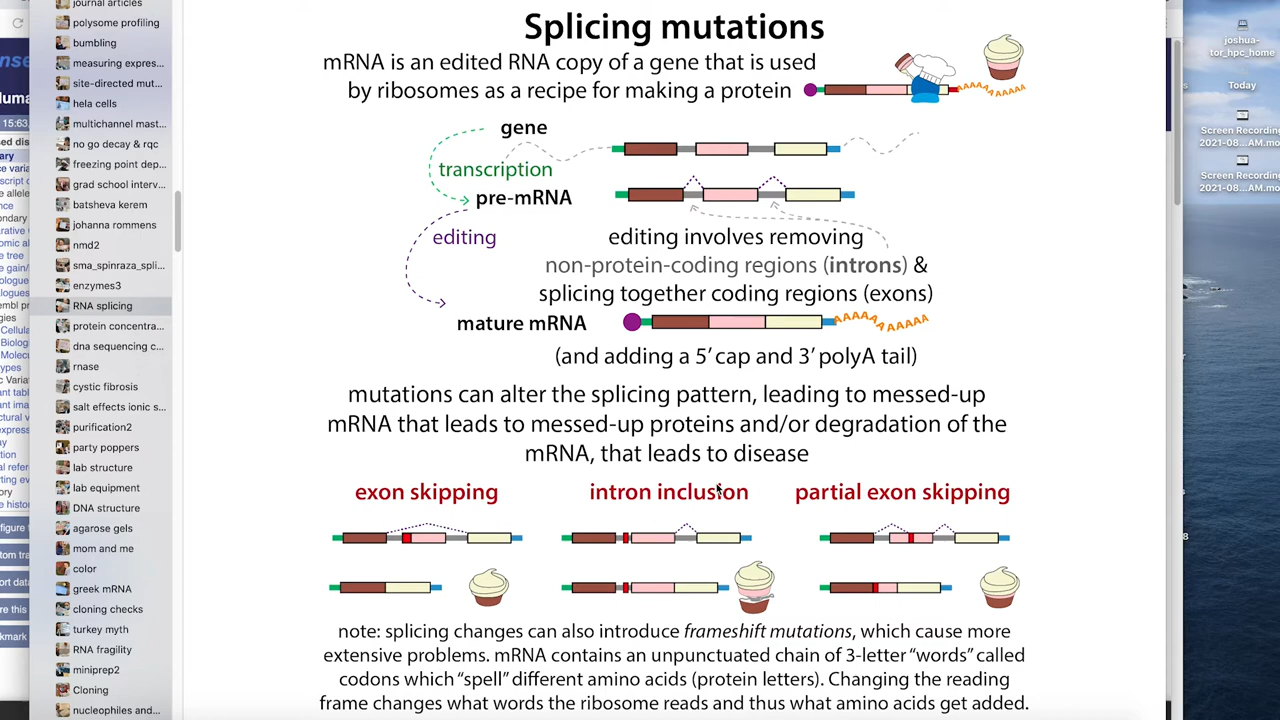 journal articles
polysome profiling
bumbling
measuring expres...
site-directed mut...
hela cells
multichannel mast...
no go decay & rqc
freezing point dep...
grad school interv...
batsheva kerem
johanna rommens
nmd2
sma_spinraza_spli...
enzymes3
RNA splicing
protein concentra...
dna sequencing c...
rnase
cystic fibrosis
salt effects ionic s...
purification2
party poppers
lab structure
lab equipment
DNA structure
agarose gels
mom and me
color
greek mRNA
cloning checks
turkey myth
RNA fragility
miniprep2
Cloning
nucleophiles and...
Splicing mutations
mRNA is an edited RNA copy of a gene that is used
by ribosomes as a recipe for making a protein
AAAAAAAAA
gene
transcription
pre-mRNA
editing
editing involves removing
non-protein-coding regions (introns) &
splicing together coding regions (exons)
mature mRNA
AAAAAAAAA
(and adding a 5’ cap and 3’ polyA tail)
mutations can alter the splicing pattern, leading to messed-up
mRNA that leads to messed-up proteins and/or degradation of the
mRNA, that leads to disease
exon skipping
intron inclusion
partial exon skipping
note: splicing changes can also introduce frameshift mutations, which cause more
extensive problems. mRNA contains an unpunctuated chain of 3-letter “words” called
codons which “spell” different amino acids (protein letters). Changing the reading
frame changes what words the ribosome reads and thus what amino acids get added.
joshua-
tor_hpc_home
Today
Screen Recording
2021-08...AM.mo
Screen Recording
2021-08...AM.mo